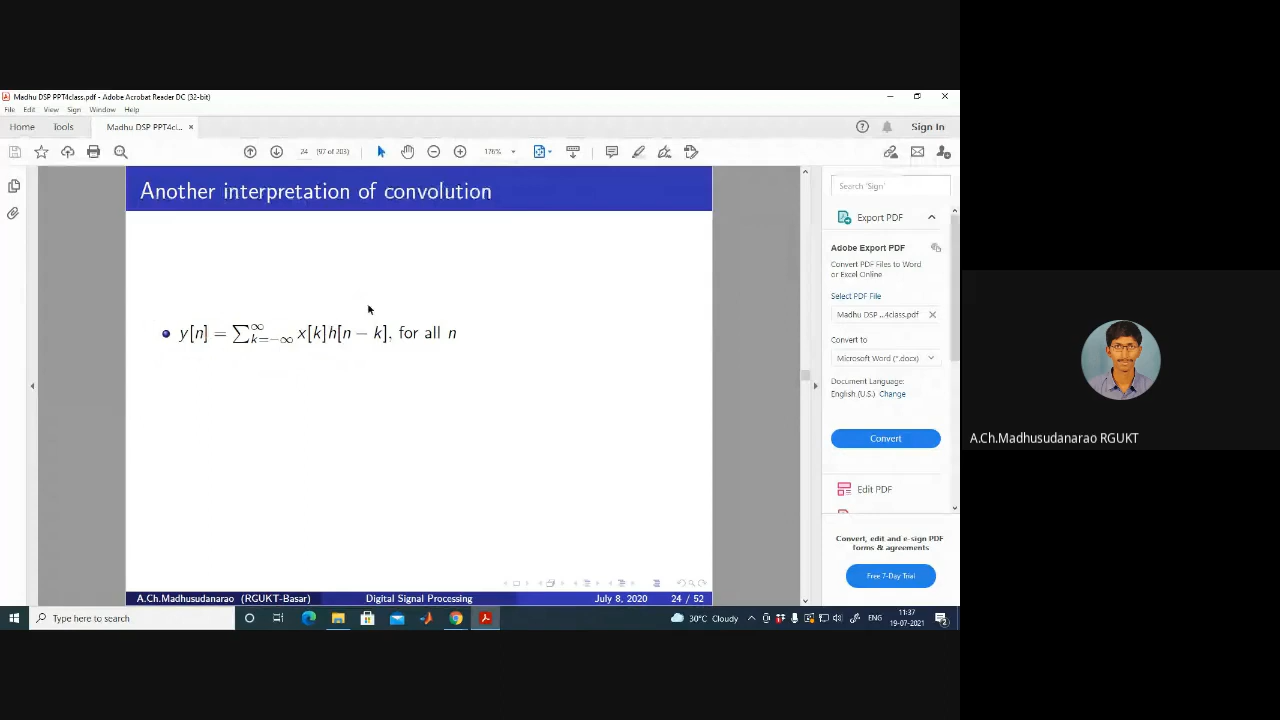 Madhu DSP PPT4class.pdf - Adobe Acrobat Reader DC (32-bit)
File Edit View Sign Window Help
Home Tools Madhu DSP PPT4cl... × Sign In
24 (97 of 203) 176%
Another interpretation of convolution
y[n] = ∑_{k=−∞}^{∞} x[k]h[n − k], for all n
A.Ch.Madhusudanarao (RGUKT-Basar) Digital Signal Processing July 8, 2020 24 / 52
Search 'Sign'
Export PDF
Adobe Export PDF
Convert PDF Files to Word
or Excel Online
Select PDF File
Madhu DSP ...4class.pdf
Convert to
Microsoft Word (*.docx)
Document Language:
English (U.S.) Change
Convert
Edit PDF
Convert, edit and e-sign PDF
forms & agreements
Free 7-Day Trial
A.Ch.Madhusudanarao RGUKT
Type here to search
30°C Cloudy ENG 11:37
19-07-2021
2